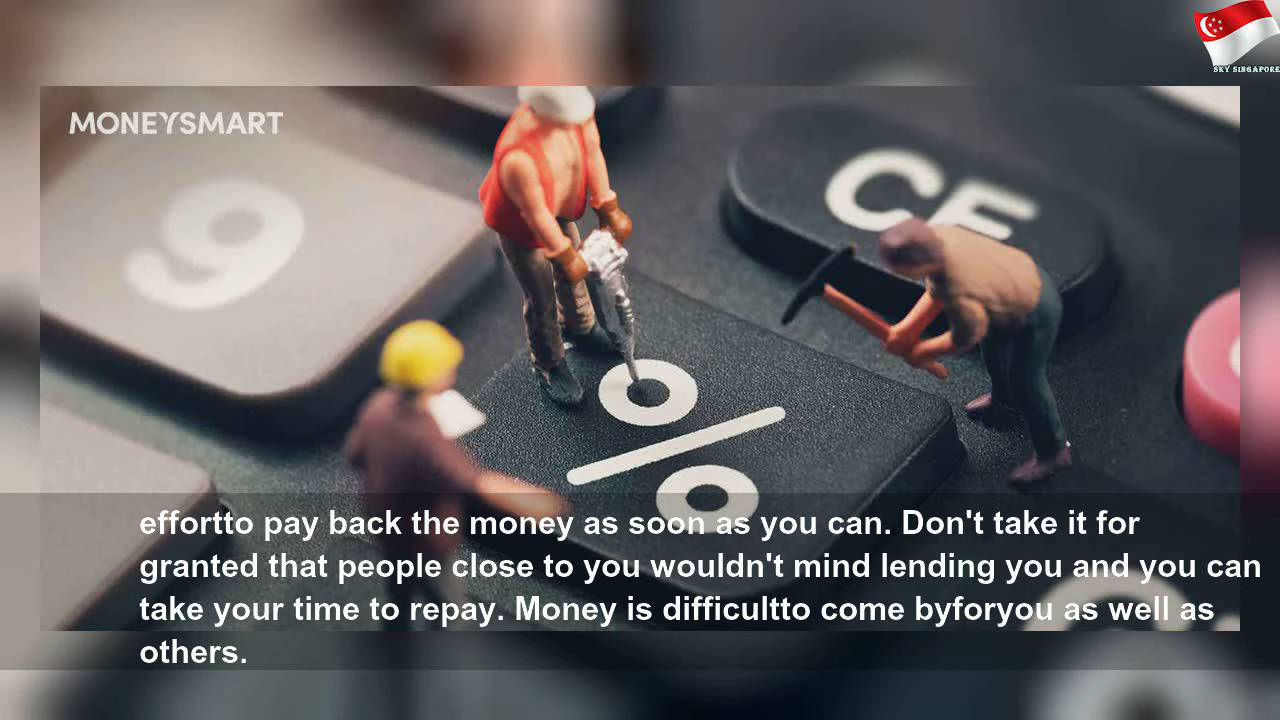 SKY SINGAPORE
MONEYSMART
9
CE
%
effortto pay back the money as soon as you can. Don't take it for
granted that people close to you wouldn't mind lending you and you can
take your time to repay. Money is difficultto come byforyou as well as
others.